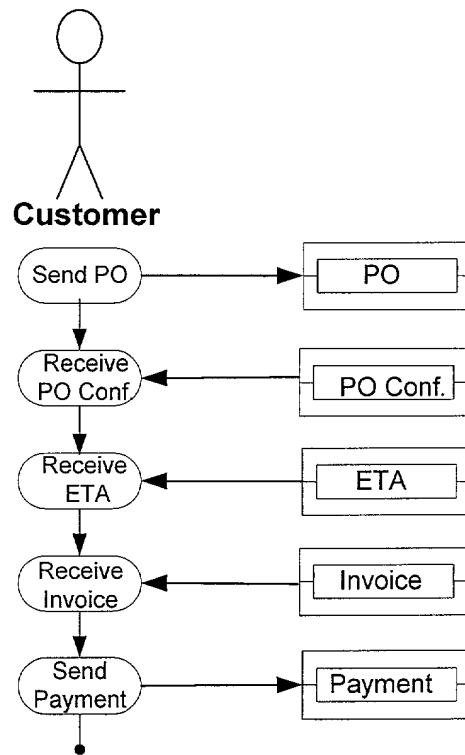 Customer
Send PO
PO
Receive
PO Conf
PO Conf.
Receive
ETA
ETA
Receive
Invoice
Invoice
Send
Payment
Payment